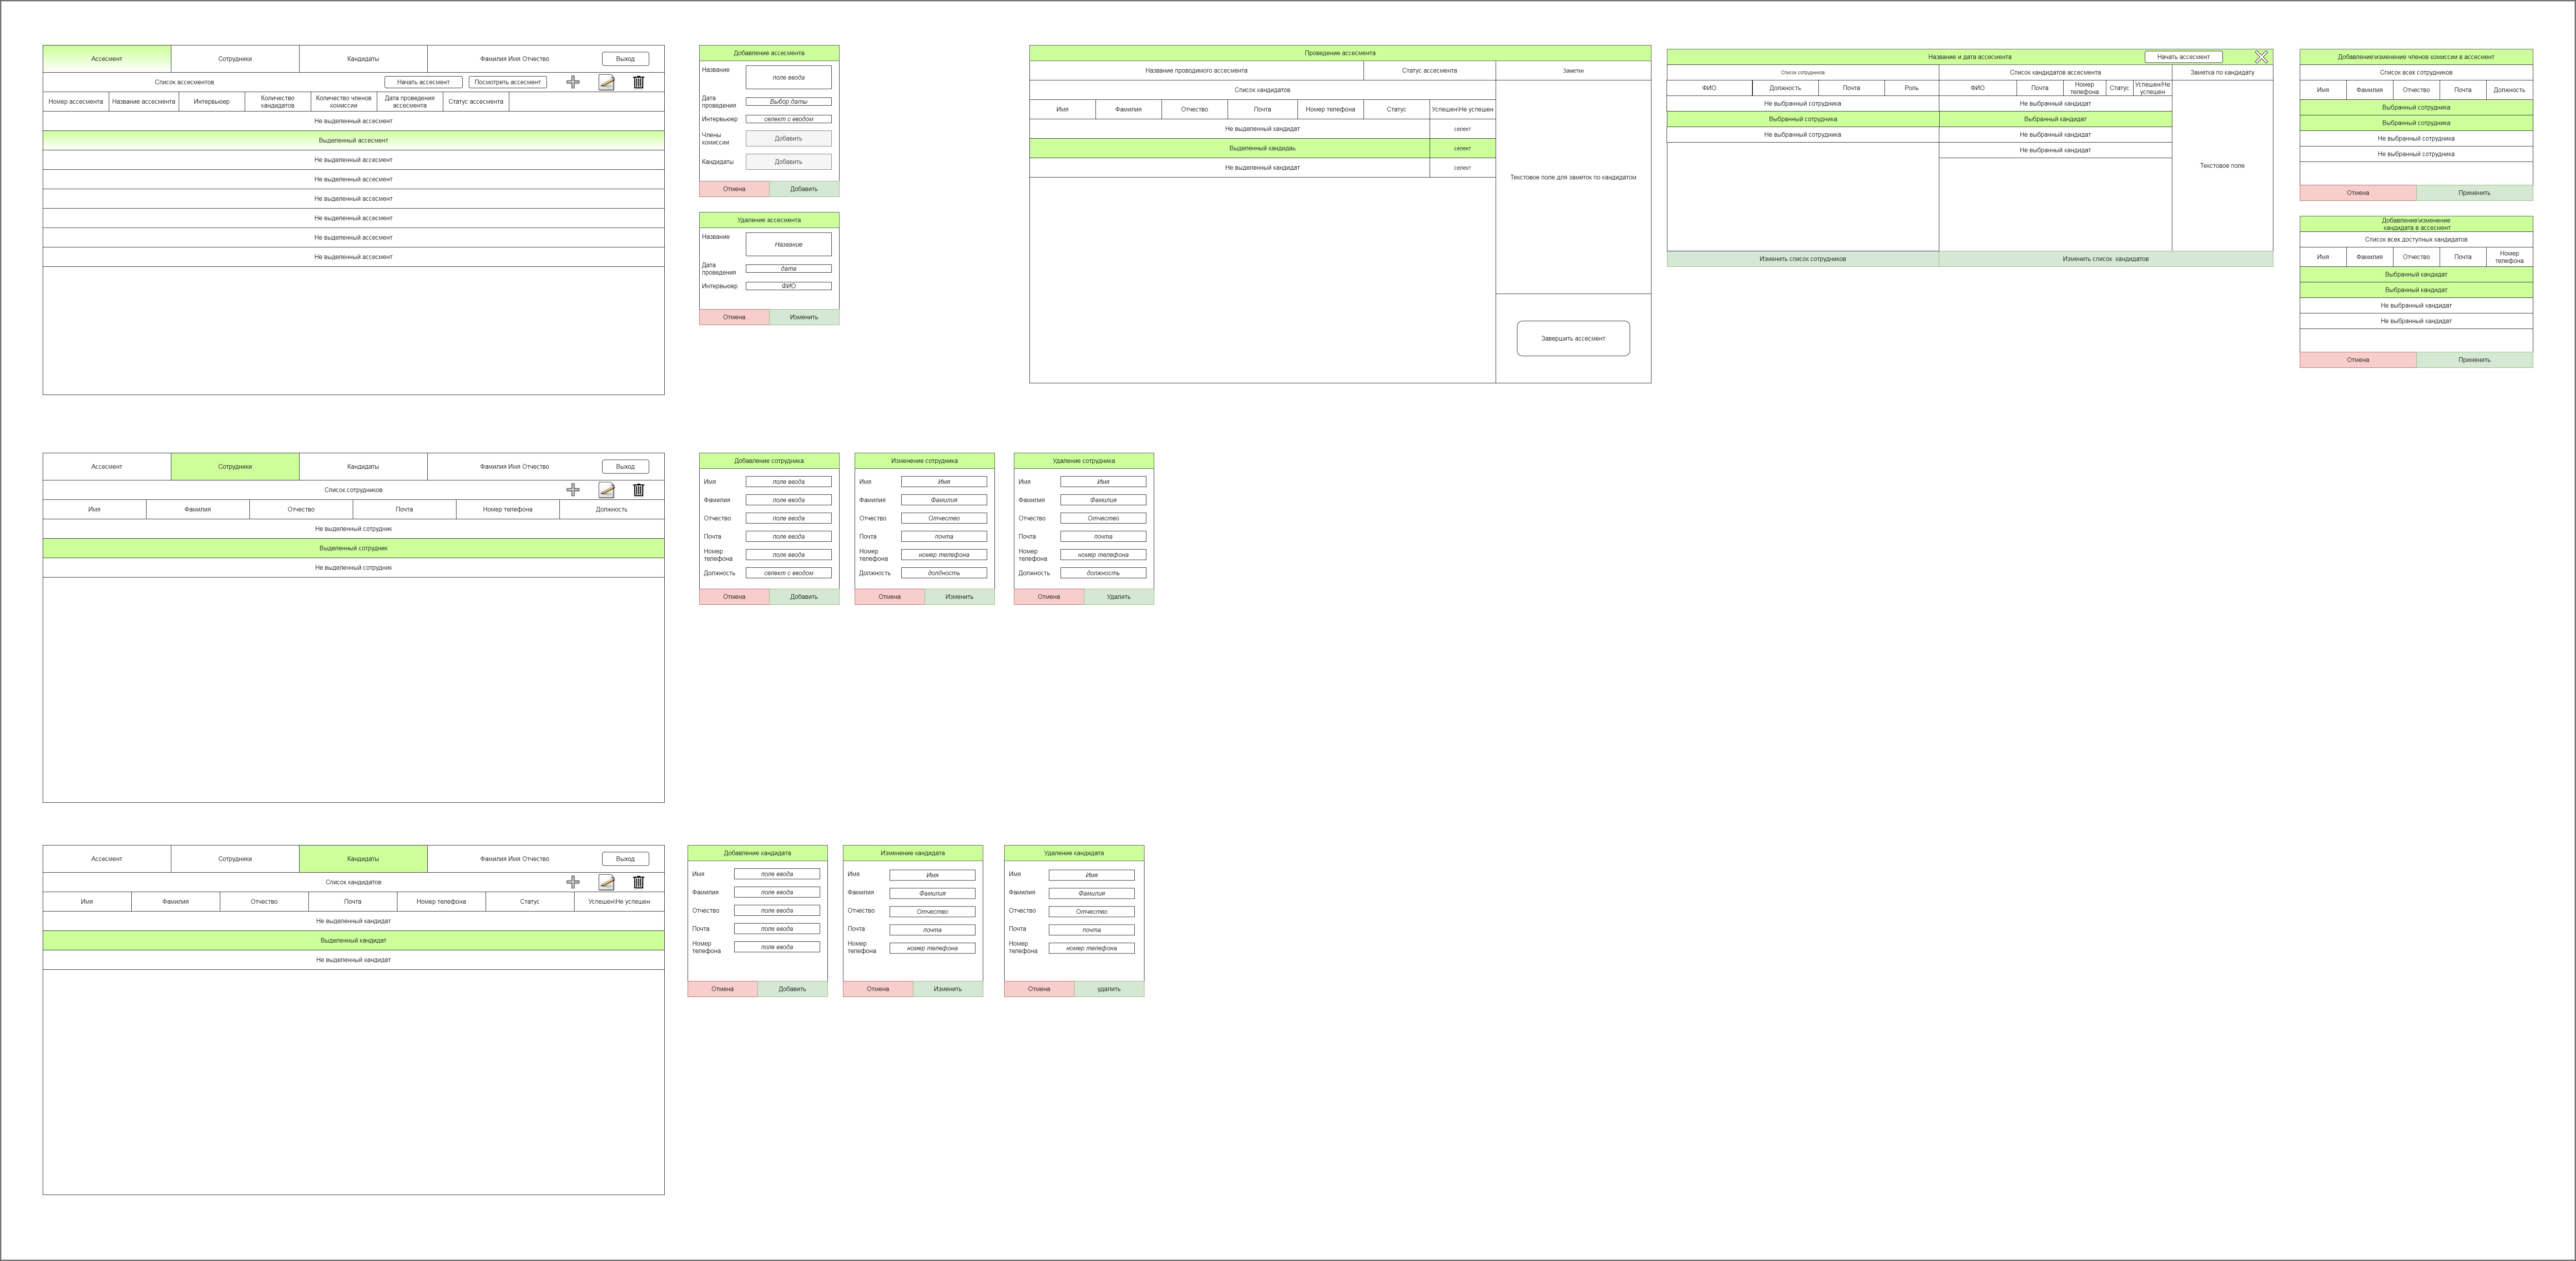 Ассесмент
Сотрудники
Кандидаты
Фамилия Имя Отчество
Выход
Список ассесментов
Начать ассесмент
Посмотреть ассесмент
Номер ассесмента
Название ассесмента
Интервьюер
Количество
кандидатов
Количество членов
комиссии
Дата проведения
ассесмента
Статус ассесмента
Не выделенный ассесмент
Выделенный ассесмент
Не выделенный ассесмент
Не выделенный ассесмент
Не выделенный ассесмент
Не выделенный ассесмент
Не выделенный ассесмент
Не выделенный ассесмент
Добавление ассесмента
Название
поле ввода
Дата
проведения
Выбор даты
Интервьюер
селект с вводом
Члены
комиссии
Добавить
Кандидаты
Добавить
Отмена
Добавить
Удаление ассесмента
Название
Название
Дата
проведения
дата
Интервьюер
ФИО
Отмена
Изменить
Проведение ассесмента
Название проводимого ассесмента
Статус ассесмента
Заметки
Список кандидатов
Имя
Фамилия
Отчество
Почта
Номер телефона
Статус
Успешен\Не успешен
Не выделенный кандидат
селект
Выделенный кандидаь
селект
Не выделенный кандидат
селект
Текстовое поле для заметок по кандидатом
Завершить ассесмент
Название и дата ассесмента
Начать ассесмент
Список сотрудников
Список кандидатов ассесмента
Заметка по кандидату
ФИО
Должность
Почта
Роль
ФИО
Почта
Номер
телефона
Статус
Успешен/Не
успешен
Не выбранный сотрудника
Не выбранный кандидат
Выбранный сотрудника
Выбранный кандидат
Не выбранный сотрудника
Не выбранный кандидат
Не выбранный кандидат
Текстовое поле
Изменить список сотрудников
Изменить список кандидатов
Добавление\изменение членов комиссии в ассесмент
Список всех сотрудников
Имя
Фамилия
Отчество
Почта
Должность
Выбранный сотрудника
Выбранный сотрудника
Не выбранный сотрудника
Не выбранный сотрудника
Отмена
Применить
Добавление\изменение
кандидата в ассесмент
Список всех доступных кандидатов
Имя
Фамилия
Отчество
Почта
Номер
телефона
Выбранный кандидат
Выбранный кандидат
Не выбранный кандидат
Не выбранный кандидат
Отмена
Применить
Ассесмент
Сотрудники
Кандидаты
Фамилия Имя Отчество
Выход
Список сотрудников
Имя
Фамилия
Отчество
Почта
Номер телефона
Должность
Не выделенный сотрудник
Выделенный сотрудник
Не выделенный сотрудник
Добавление сотрудника
Имя
поле ввода
Фамилия
поле ввода
Отчество
поле ввода
Почта
поле ввода
Номер
телефона
поле ввода
Должность
селект с вводом
Отмена
Добавить
Изменение сотрудника
Имя
Имя
Фамилия
Фамилия
Отчество
Отчество
Почта
почта
Номер
телефона
номер телефона
Должность
долдность
Отмена
Изменить
Удаление сотрудника
Имя
Имя
Фамилия
Фамилия
Отчество
Отчество
Почта
почта
Номер
телефона
номер телефона
Должность
должность
Отмена
Удалить
Ассесмент
Сотрудники
Кандидаты
Фамилия Имя Отчество
Выход
Список кандидатов
Имя
Фамилия
Отчество
Почта
Номер телефона
Статус
Успешен\Не успешен
Не выделенный кандидат
Выделенный кандидат
Не выделенный кандидат
Добавление кандидата
Имя
поле ввода
Фамилия
поле ввода
Отчество
поле ввода
Почта
поле ввода
Номер
телефона
поле ввода
Отмена
Добавить
Изменение кандидата
Имя
Имя
Фамилия
Фамилия
Отчество
Отчество
Почта
почта
Номер
телефона
номер телефона
Отмена
Изменить
Удаление кандидата
Имя
Имя
Фамилия
Фамилия
Отчество
Отчество
Почта
почта
Номер
телефона
номер телефона
Отмена
удалить